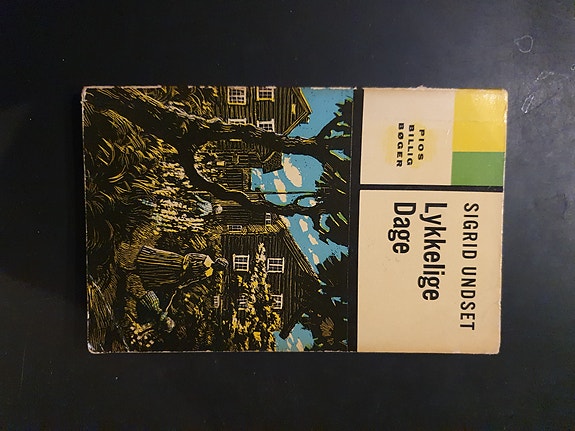 PIOS
BILLIG
BØGER
SIGRID UNDSET
Lykkelige
Dage